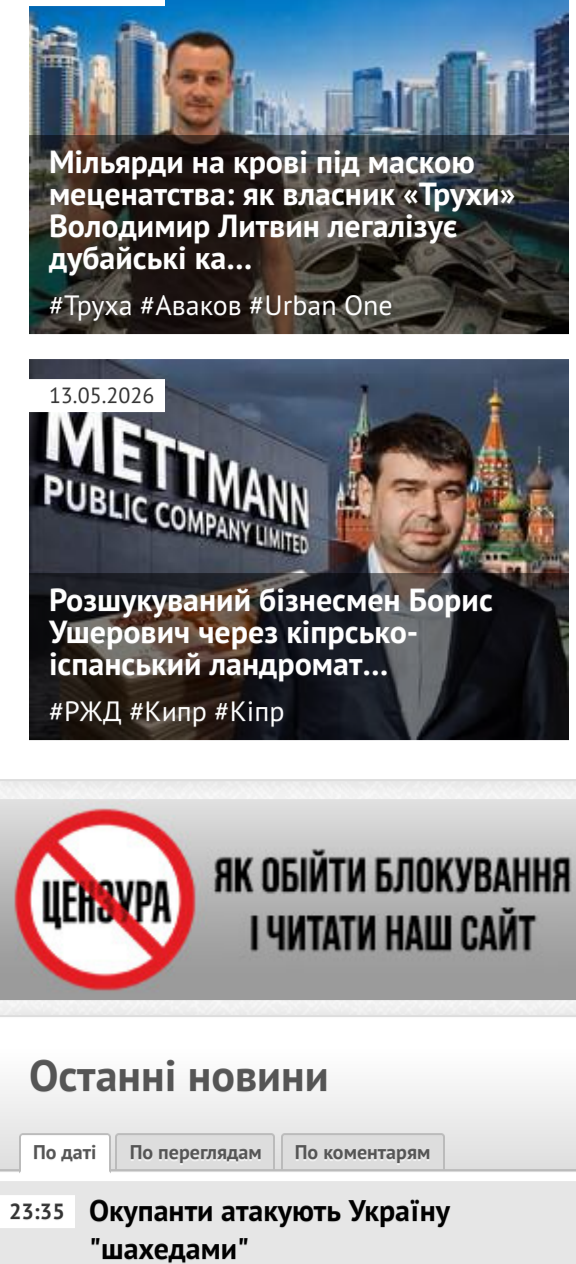 Мільярди на крові під маскою
меценатства: як власник «Трухи»
Володимир Литвин легалізує
дубайські ка...
#Труха #Аваков #Urban One
13.05.2026
METTMANN
PUBLIC COMPANY LIMITED
Розшукуваний бізнесмен Борис
Ушерович через кіпрсько-
іспанський ландромат...
#РЖД #Кипр #Кіпр
ЦЕНЗУРА
ЯК ОБІЙТИ БЛОКУВАННЯ
І ЧИТАТИ НАШ САЙТ
Останні новини
По даті
По переглядам
По коментарям
23:35
Окупанти атакують Україну
"шахедами"